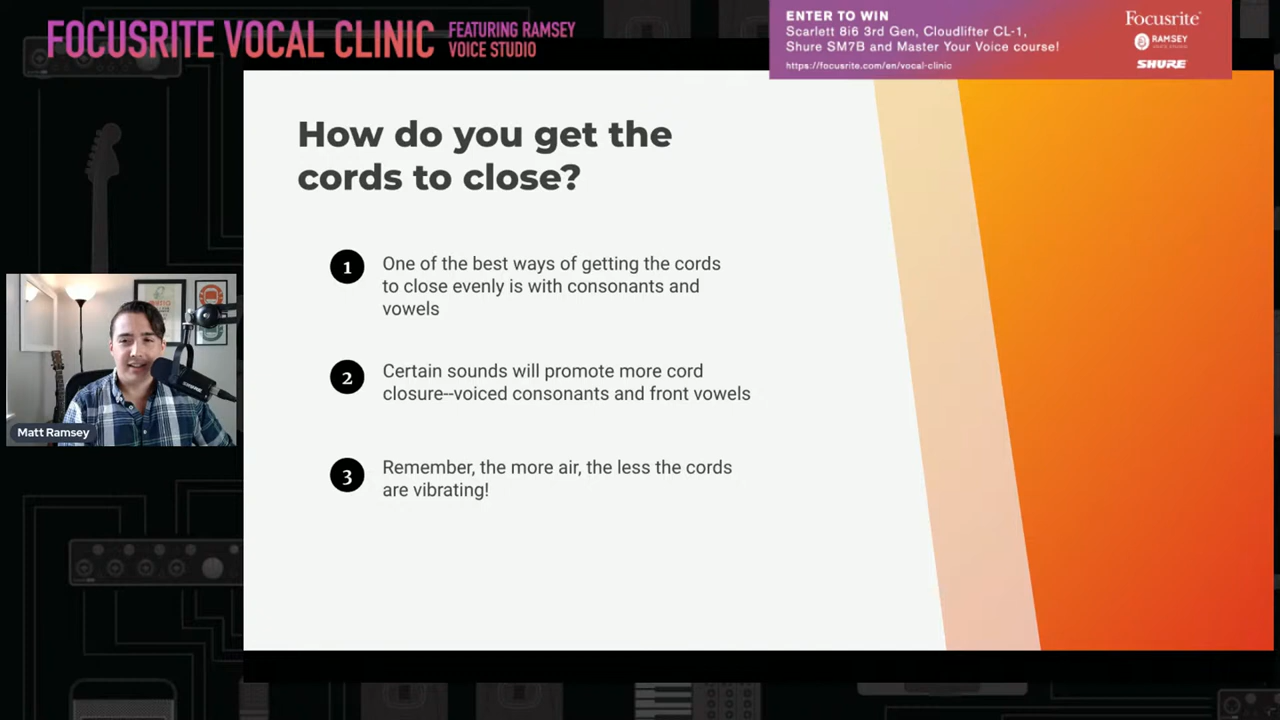 FOCUSRITE VOCAL CLINIC
FEATURING RAMSEY
VOICE STUDIO
ENTER TO WIN
Scarlett 8i6 3rd Gen, Cloudlifter CL-1,
Shure SM7B and Master Your Voice course!
https://focusrite.com/en/vocal-clinic
Focusrite®
RAMSEY
VOICE STUDIO
SHURE
How do you get the
cords to close?
1
One of the best ways of getting the cords
to close evenly is with consonants and
vowels
2
Certain sounds will promote more cord
closure--voiced consonants and front vowels
3
Remember, the more air, the less the cords
are vibrating!
Matt Ramsey